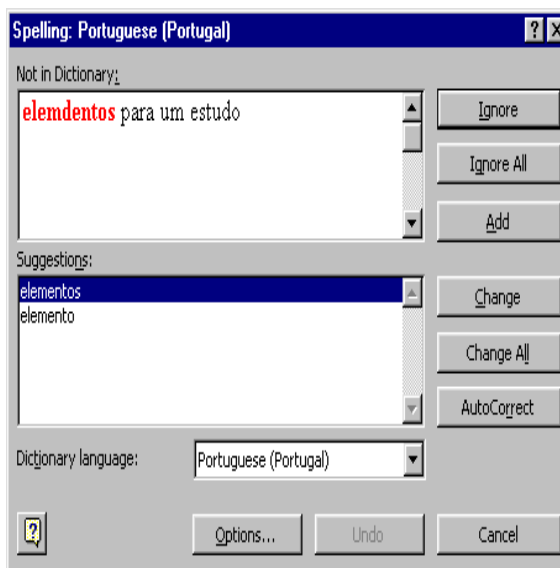 Spelling: Portuguese (Portugal)
Not in Dictionary:
elemdentos para um estudo
Ignore
Ignore All
Add
Suggestions:
elementos
elemento
Change
Change All
AutoCorrect
Dictionary language:
Portuguese (Portugal)
Options...
Undo
Cancel